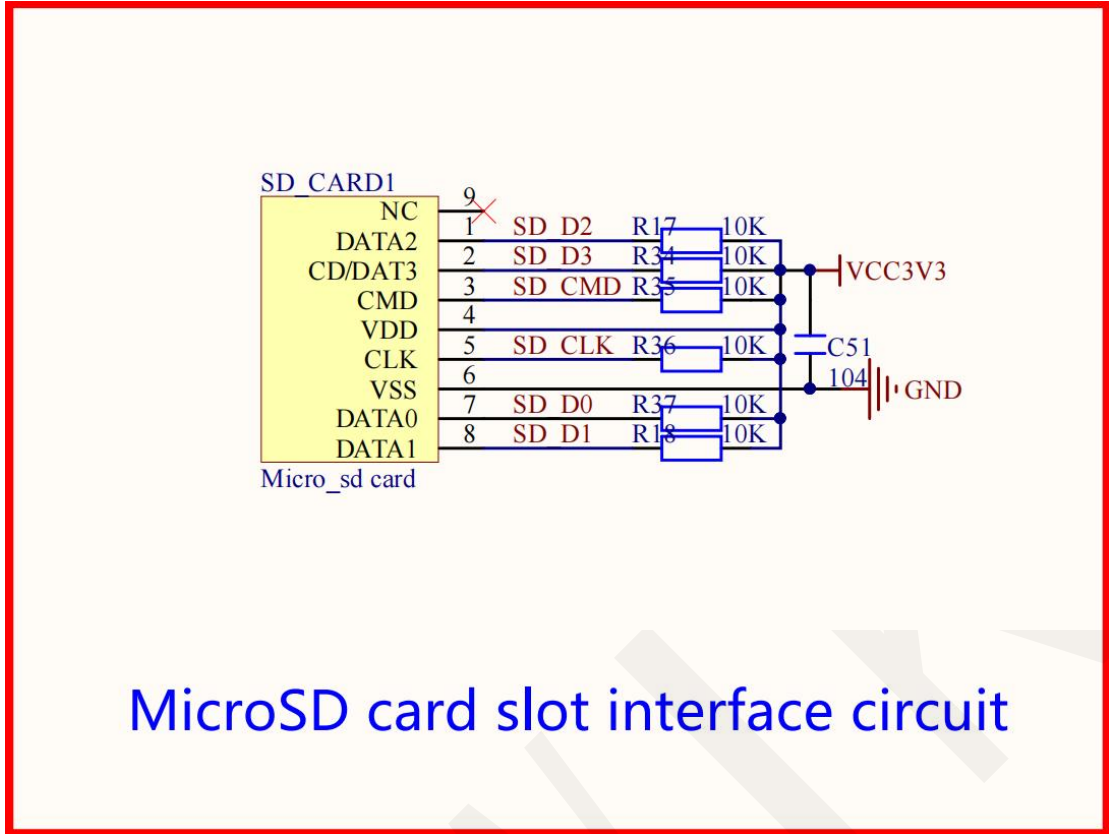 SD_CARD1
NC 9
DATA2 1 SD_D2 R17 10K
CD/DAT3 2 SD_D3 R34 10K
VCC3V3
CMD 3 SD_CMD R35 10K
VDD 4
CLK 5 SD_CLK R36 10K C51
VSS 6 104 GND
DATA0 7 SD_D0 R37 10K
DATA1 8 SD_D1 R18 10K
Micro_sd card
MicroSD card slot interface circuit